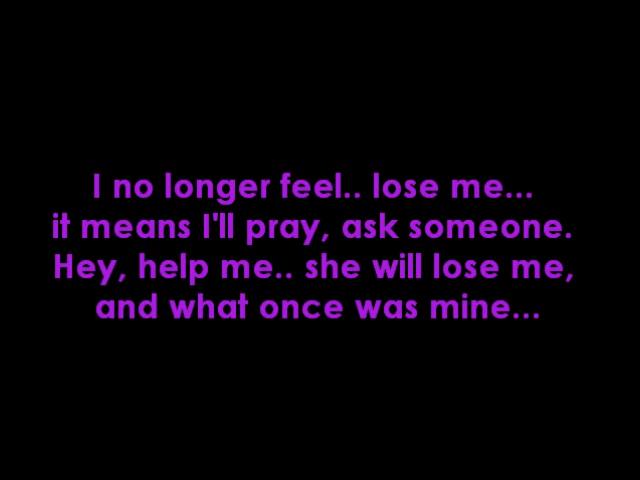 I no longer feel.. lose me...
it means I'll pray, ask someone.
Hey, help me.. she will lose me,
and what once was mine...